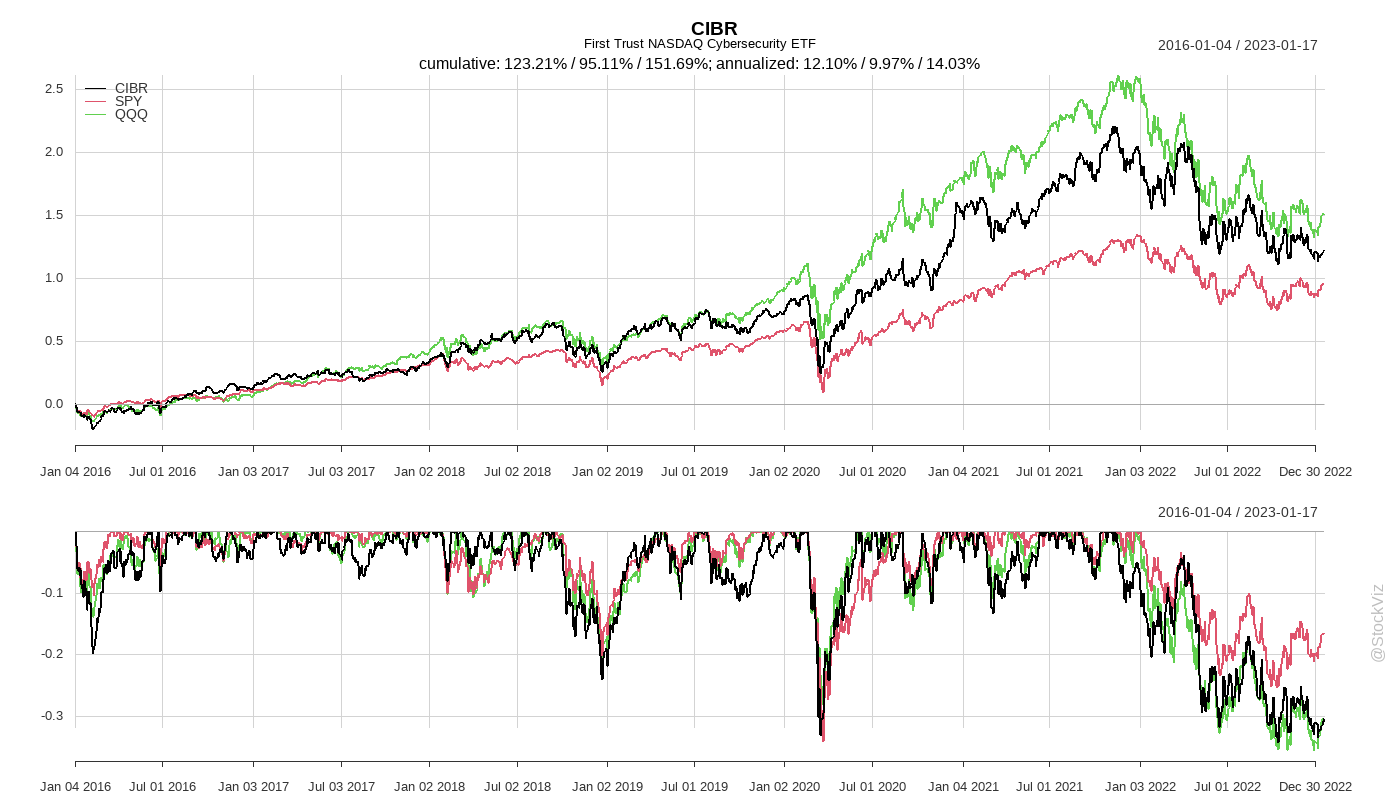 CIBR
First Trust NASDAQ Cybersecurity ETF
2016-01-04 / 2023-01-17
cumulative: 123.21% / 95.11% / 151.69%; annualized: 12.10% / 9.97% / 14.03%
CIBR
SPY
QQQ
2.5
2.0
1.5
1.0
0.5
0.0
Jan 04 2016 Jul 01 2016 Jan 03 2017 Jul 03 2017 Jan 02 2018 Jul 02 2018 Jan 02 2019 Jul 01 2019 Jan 02 2020 Jul 01 2020 Jan 04 2021 Jul 01 2021 Jan 03 2022 Jul 01 2022 Dec 30 2022
2016-01-04 / 2023-01-17
-0.1
-0.2
-0.3
Jan 04 2016 Jul 01 2016 Jan 03 2017 Jul 03 2017 Jan 02 2018 Jul 02 2018 Jan 02 2019 Jul 01 2019 Jan 02 2020 Jul 01 2020 Jan 04 2021 Jul 01 2021 Jan 03 2022 Jul 01 2022 Dec 30 2022
@StockViz